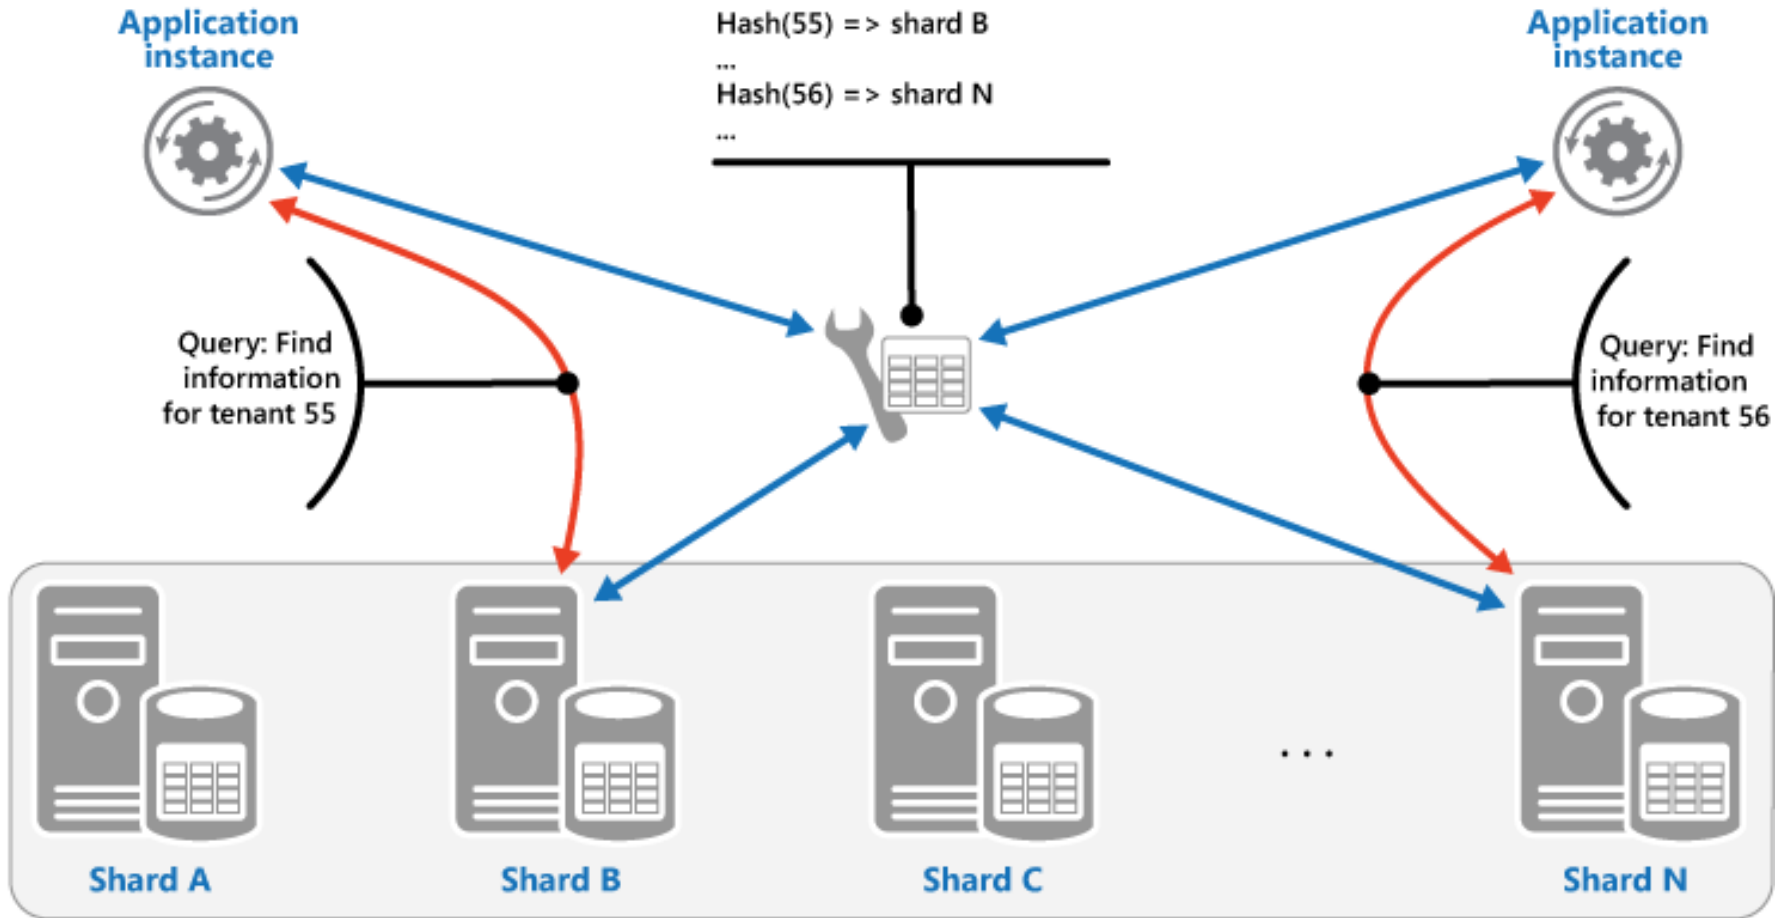 Application
instance
Hash(55) => shard B
...
Hash(56) => shard N
...
Application
instance
Query: Find
information
for tenant 55
Query: Find
information
for tenant 56
. . .
Shard A
Shard B
Shard C
Shard N